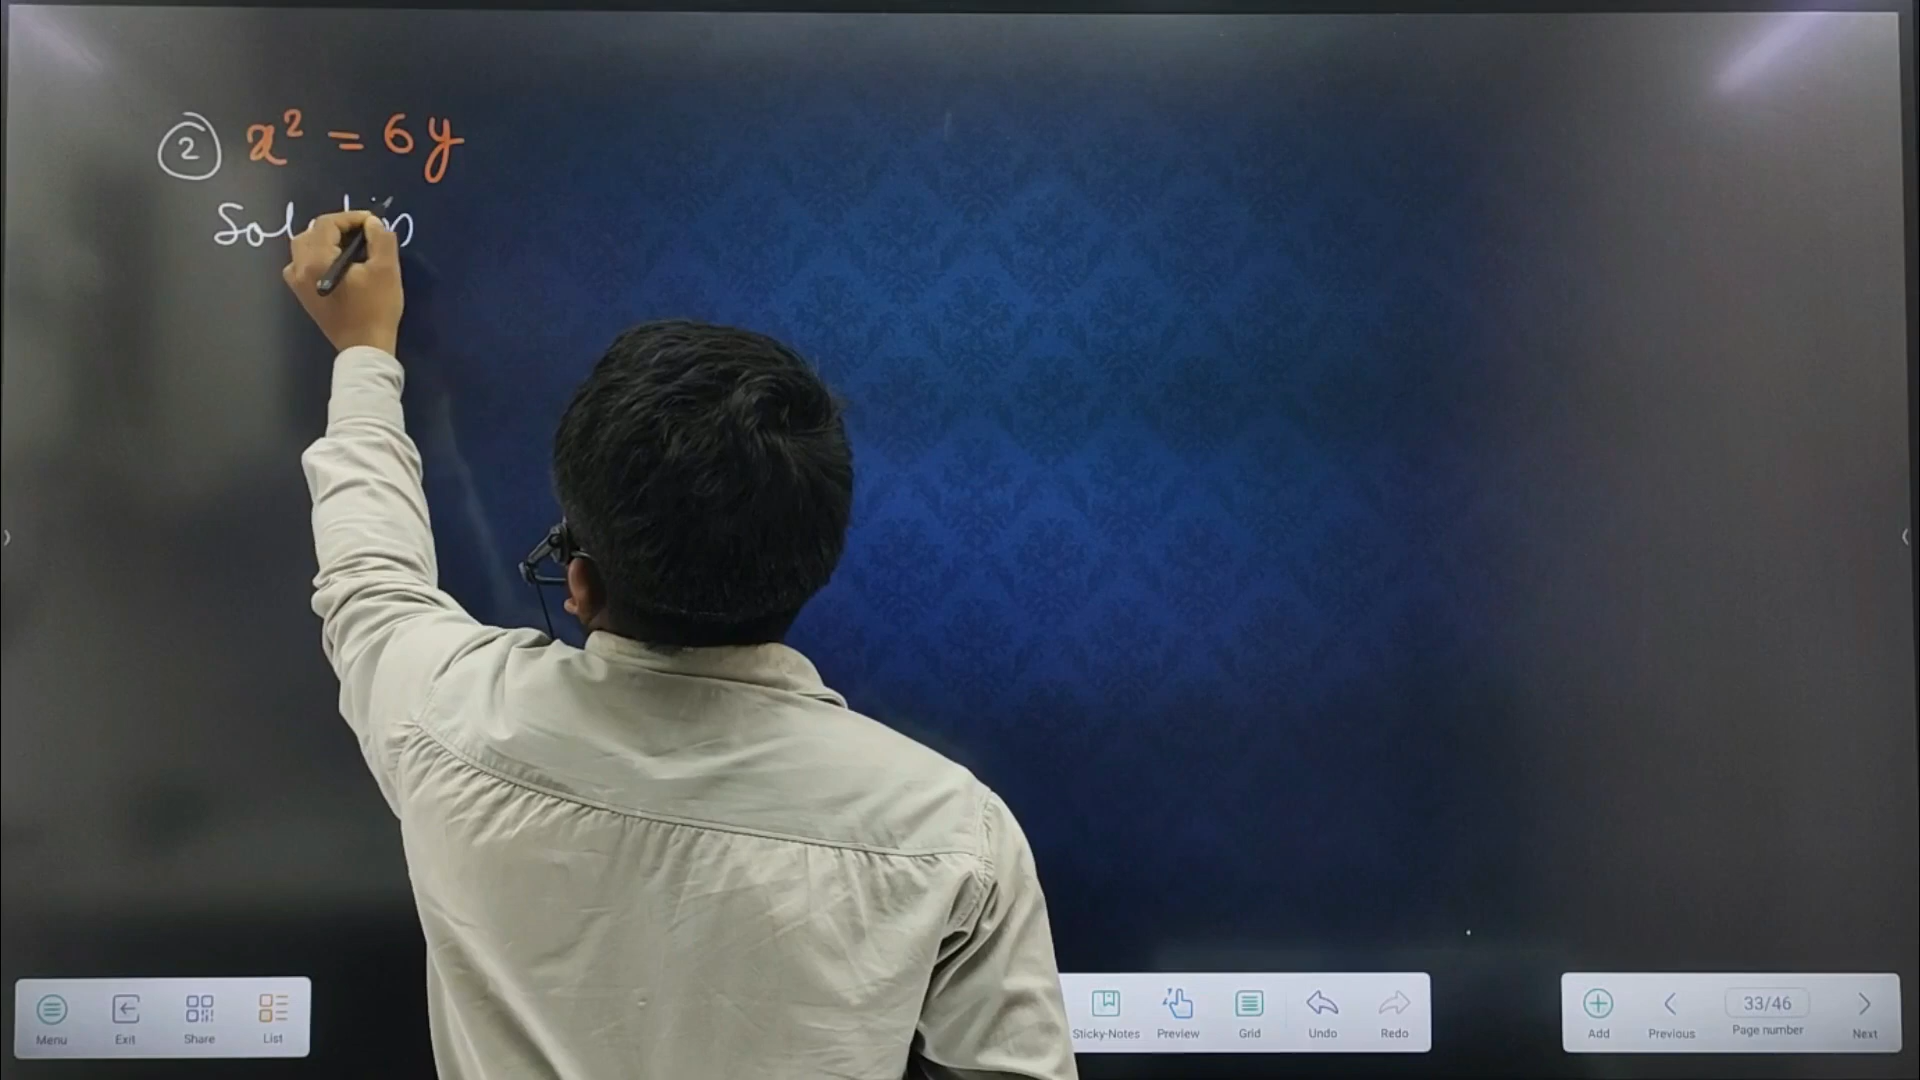 ② x² = 6y
Menu Exit Share List
Sticky-Notes Preview Grid Undo Redo
Add Previous 33/46 Page number Next